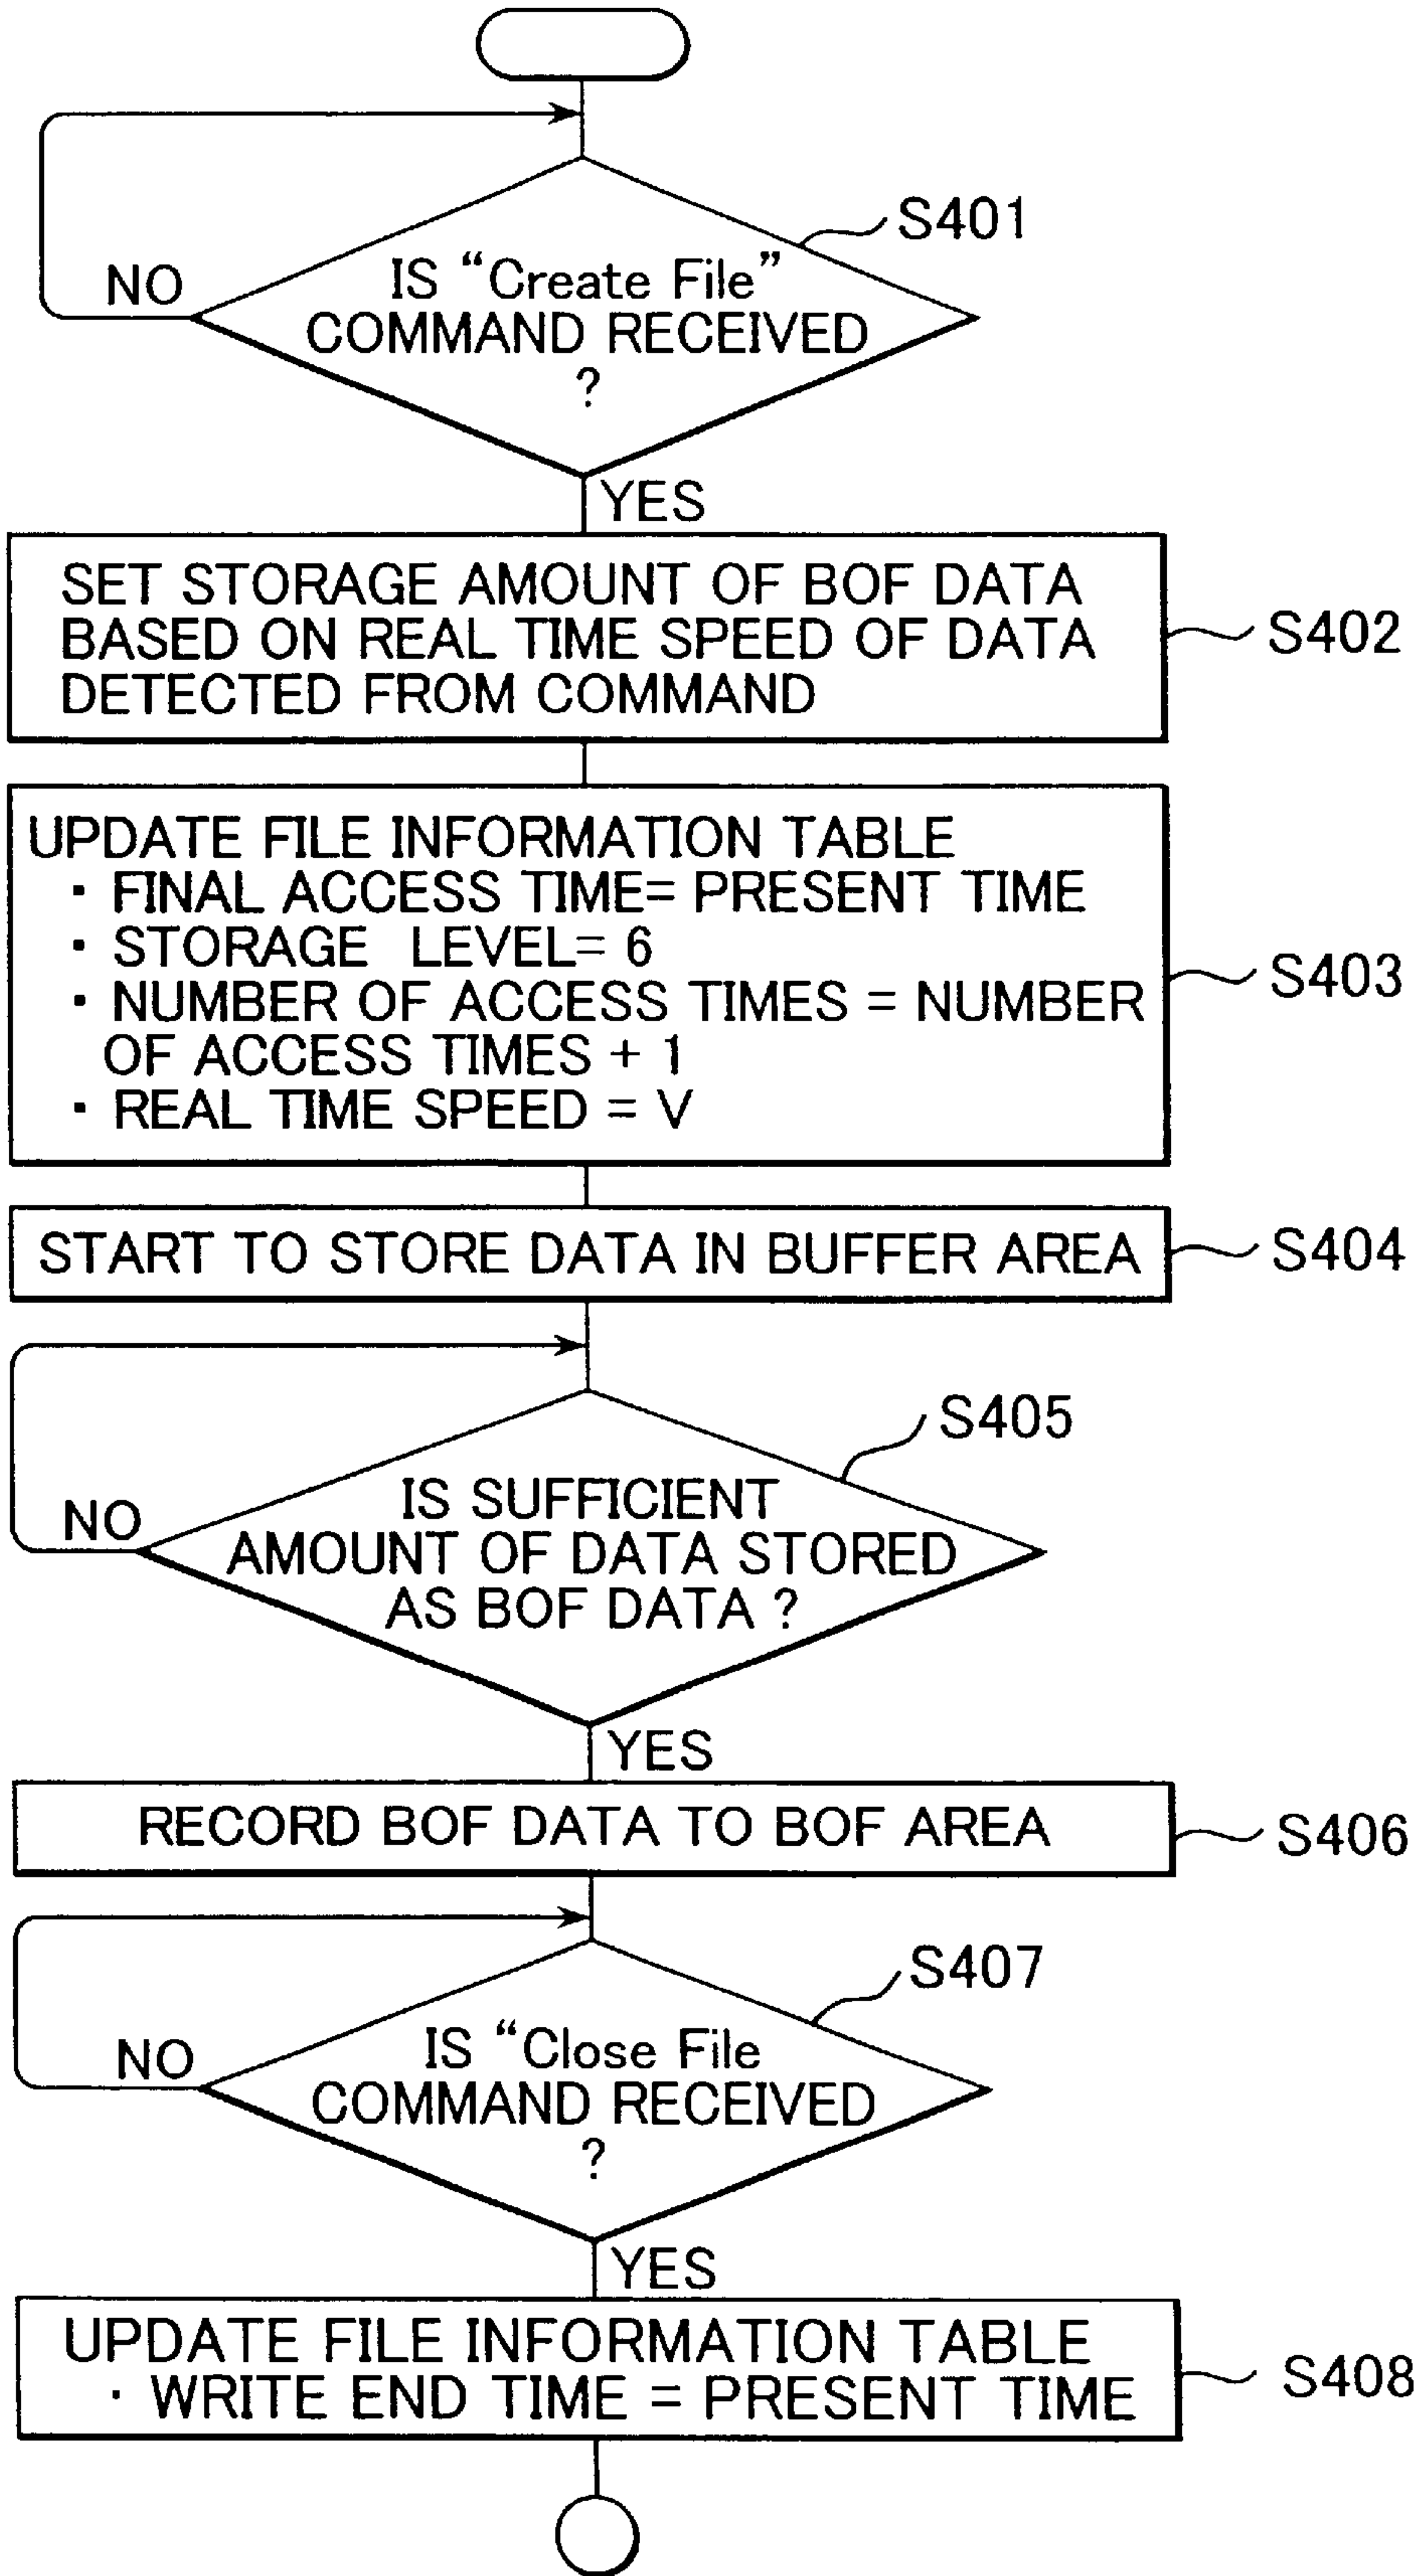 S401
IS “Create File”
NO
COMMAND RECEIVED
?
YES
SET STORAGE AMOUNT OF BOF DATA
BASED ON REAL TIME SPEED OF DATA
DETECTED FROM COMMAND
S402
UPDATE FILE INFORMATION TABLE
· FINAL ACCESS TIME= PRESENT TIME
· STORAGE LEVEL= 6
· NUMBER OF ACCESS TIMES = NUMBER
OF ACCESS TIMES + 1
· REAL TIME SPEED = V
S403
START TO STORE DATA IN BUFFER AREA
S404
S405
IS SUFFICIENT
NO
AMOUNT OF DATA STORED
AS BOF DATA ?
YES
RECORD BOF DATA TO BOF AREA
S406
S407
IS “Close File
NO
COMMAND RECEIVED
?
YES
UPDATE FILE INFORMATION TABLE
· WRITE END TIME = PRESENT TIME
S408